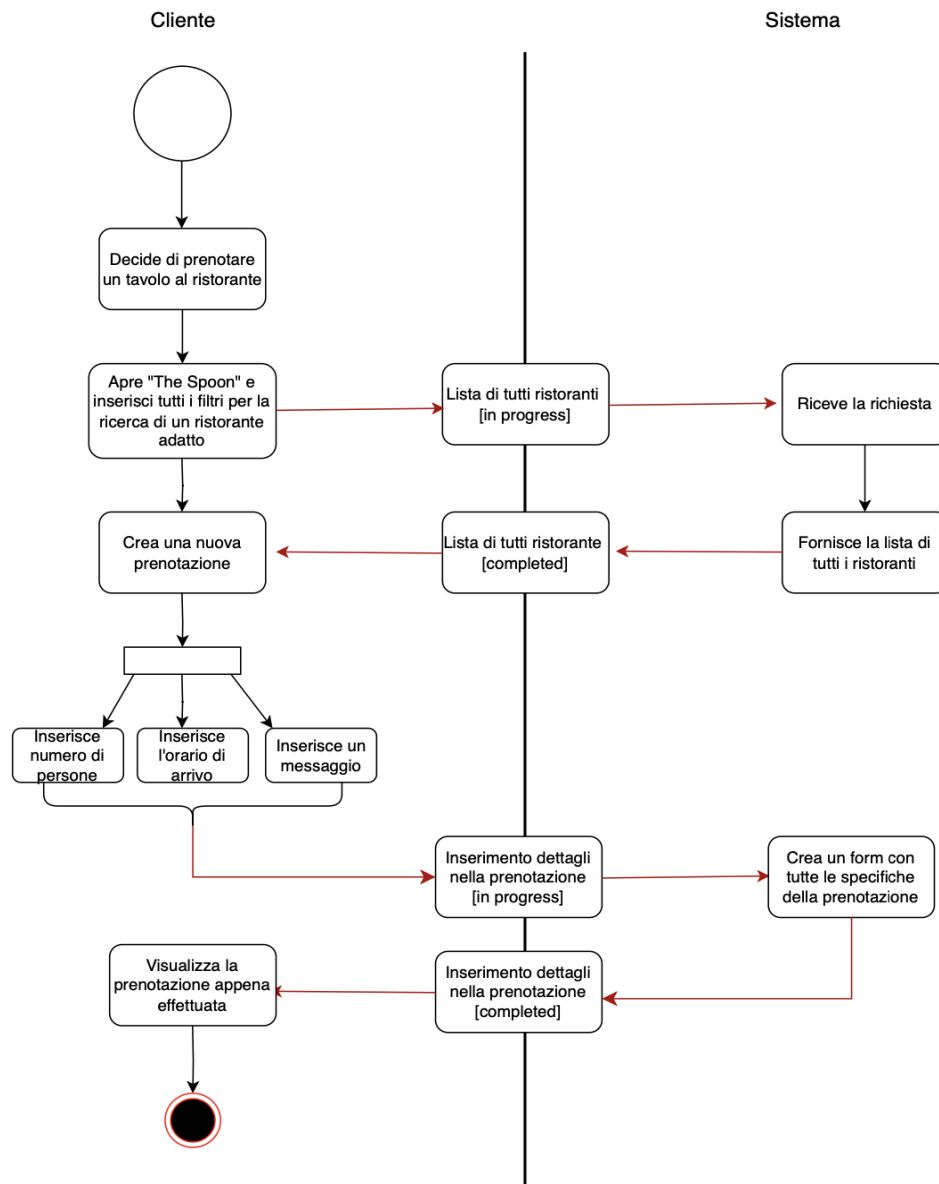 Cliente
Sistema
Decide di prenotare
un tavolo al ristorante
Apre "The Spoon" e
inserisci tutti i filtri per la
ricerca di un ristorante
adatto
Lista di tutti ristoranti
[in progress]
Riceve la richiesta
Crea una nuova
prenotazione
Lista di tutti ristorante
[completed]
Fornisce la lista di
tutti i ristoranti
Inserisce
numero di
persone
Inserisce
l'orario di
arrivo
Inserisce un
messaggio
Inserimento dettagli
nella prenotazione
[in progress]
Crea un form con
tutte le specifiche
della prenotazione
Visualizza la
prenotazione appena
effettuata
Inserimento dettagli
nella prenotazione
[completed]